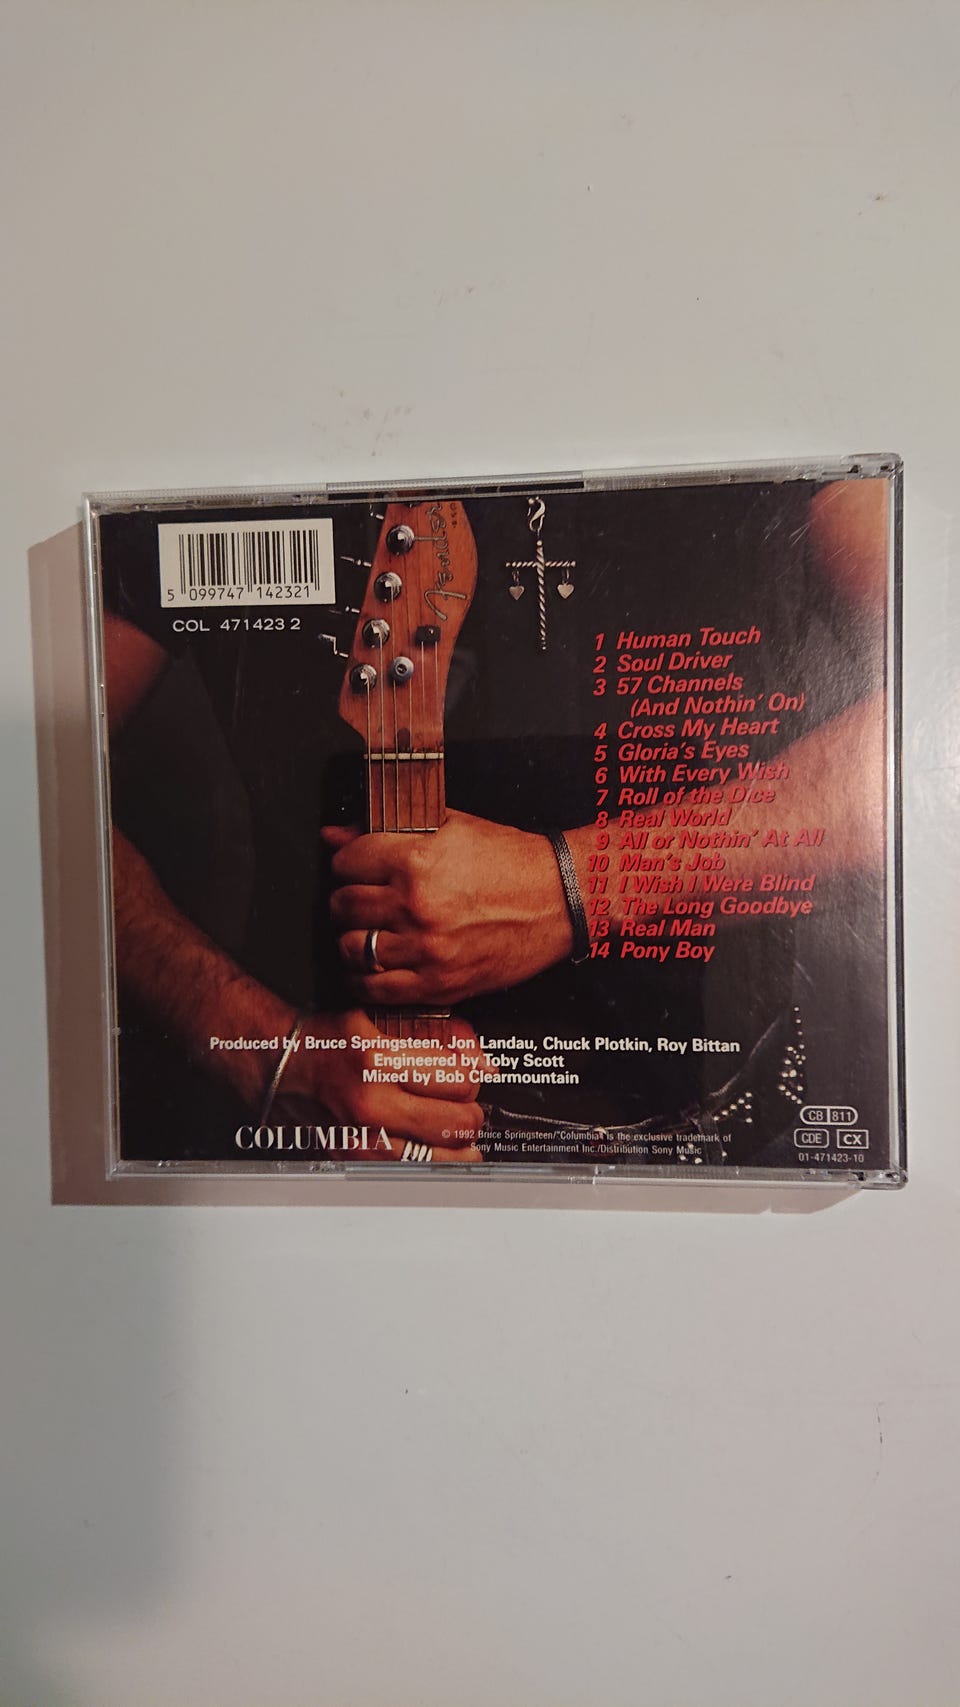 5 099747 142321
COL 471423 2
Fender
1 Human Touch
2 Soul Driver
3 57 Channels
(And Nothin' On)
4 Cross My Heart
5 Gloria's Eyes
6 With Every Wish
7 Roll of the Dice
8 Real World
9 All or Nothin' At All
10 Man's Job
11 I Wish I Were Blind
12 The Long Goodbye
13 Real Man
14 Pony Boy
Produced by Bruce Springsteen, Jon Landau, Chuck Plotkin, Roy Bittan
Engineered by Toby Scott
Mixed by Bob Clearmountain
COLUMBIA
© 1992 Bruce Springsteen/"Columbia" is the exclusive trademark of
Sony Music Entertainment Inc./Distribution Sony Music
CB 811
CDE CX
01-471423-10